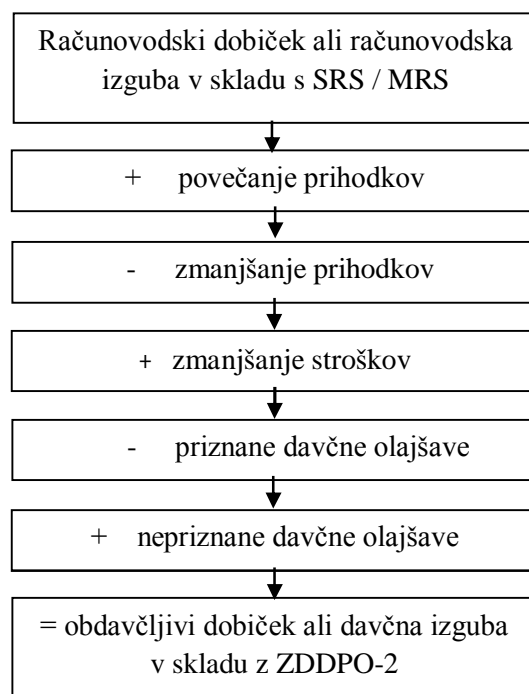 Računovodski dobiček ali računovodska
izguba v skladu s SRS / MRS
+ povečanje prihodkov
- zmanjšanje prihodkov
+ zmanjšanje stroškov
- priznane davčne olajšave
+ nepriznane davčne olajšave
= obdavčljivi dobiček ali davčna izguba
v skladu z ZDDPO-2